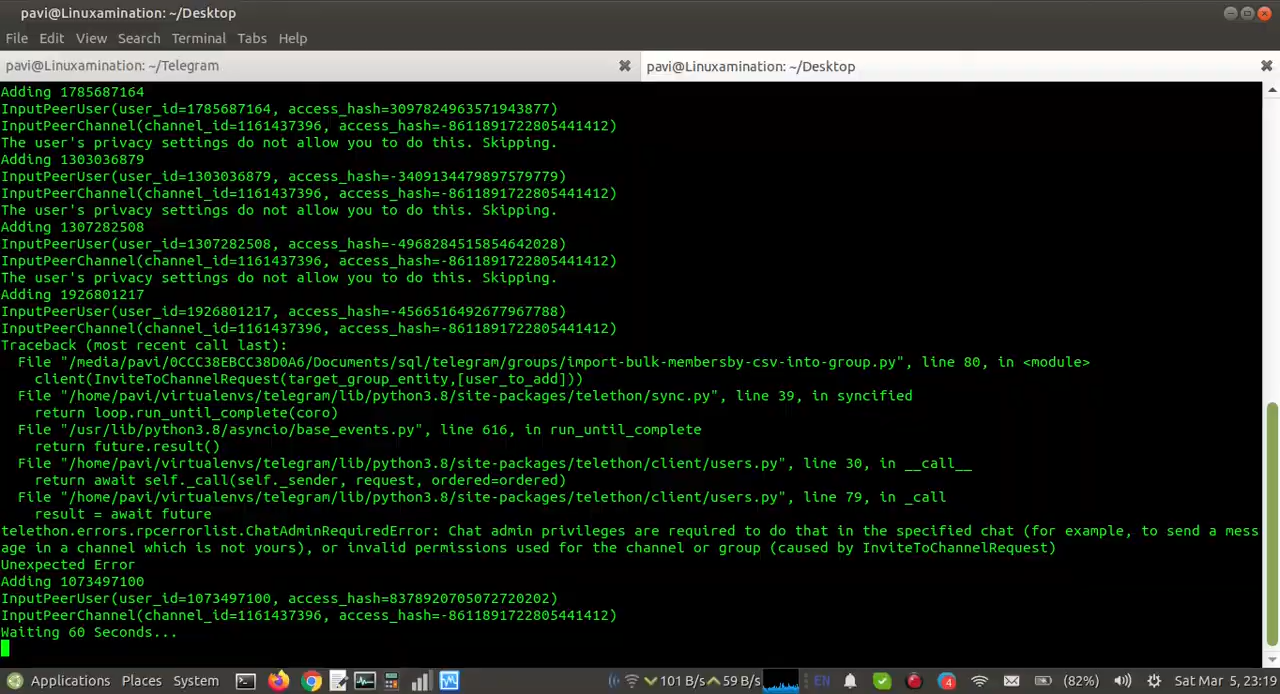 pavi@Linuxamination: ~/Desktop
File Edit View Search Terminal Tabs Help
pavi@Linuxamination: ~/Telegram
pavi@Linuxamination: ~/Desktop
Adding 1785687164
InputPeerUser(user_id=1785687164, access_hash=3097824963571943877)
InputPeerChannel(channel_id=1161437396, access_hash=-8611891722805441412)
The user's privacy settings do not allow you to do this. Skipping.
Adding 1303036879
InputPeerUser(user_id=1303036879, access_hash=-3409134479897579779)
InputPeerChannel(channel_id=1161437396, access_hash=-8611891722805441412)
The user's privacy settings do not allow you to do this. Skipping.
Adding 1307282508
InputPeerUser(user_id=1307282508, access_hash=-4968284515854642028)
InputPeerChannel(channel_id=1161437396, access_hash=-8611891722805441412)
The user's privacy settings do not allow you to do this. Skipping.
Adding 1926801217
InputPeerUser(user_id=1926801217, access_hash=-4566516492677967788)
InputPeerChannel(channel_id=1161437396, access_hash=-8611891722805441412)
Traceback (most recent call last):
  File "/media/pavi/0CCC38EBCC38D0A6/Documents/sql/telegram/groups/import-bulk-membersby-csv-into-group.py", line 80, in <module>
    client(InviteToChannelRequest(target_group_entity,[user_to_add]))
  File "/home/pavi/virtualenvs/telegram/lib/python3.8/site-packages/telethon/sync.py", line 39, in syncified
    return loop.run_until_complete(coro)
  File "/usr/lib/python3.8/asyncio/base_events.py", line 616, in run_until_complete
    return future.result()
  File "/home/pavi/virtualenvs/telegram/lib/python3.8/site-packages/telethon/client/users.py", line 30, in __call__
    return await self._call(self._sender, request, ordered=ordered)
  File "/home/pavi/virtualenvs/telegram/lib/python3.8/site-packages/telethon/client/users.py", line 79, in _call
    result = await future
telethon.errors.rpcerrorlist.ChatAdminRequiredError: Chat admin privileges are required to do that in the specified chat (for example, to send a mess
age in a channel which is not yours), or invalid permissions used for the channel or group (caused by InviteToChannelRequest)
Unexpected Error
Adding 1073497100
InputPeerUser(user_id=1073497100, access_hash=8378920705072720202)
InputPeerChannel(channel_id=1161437396, access_hash=-8611891722805441412)
Waiting 60 Seconds...
Applications Places System 101 B/s 59 B/s EN 4 (82%) Sat Mar 5, 23:19